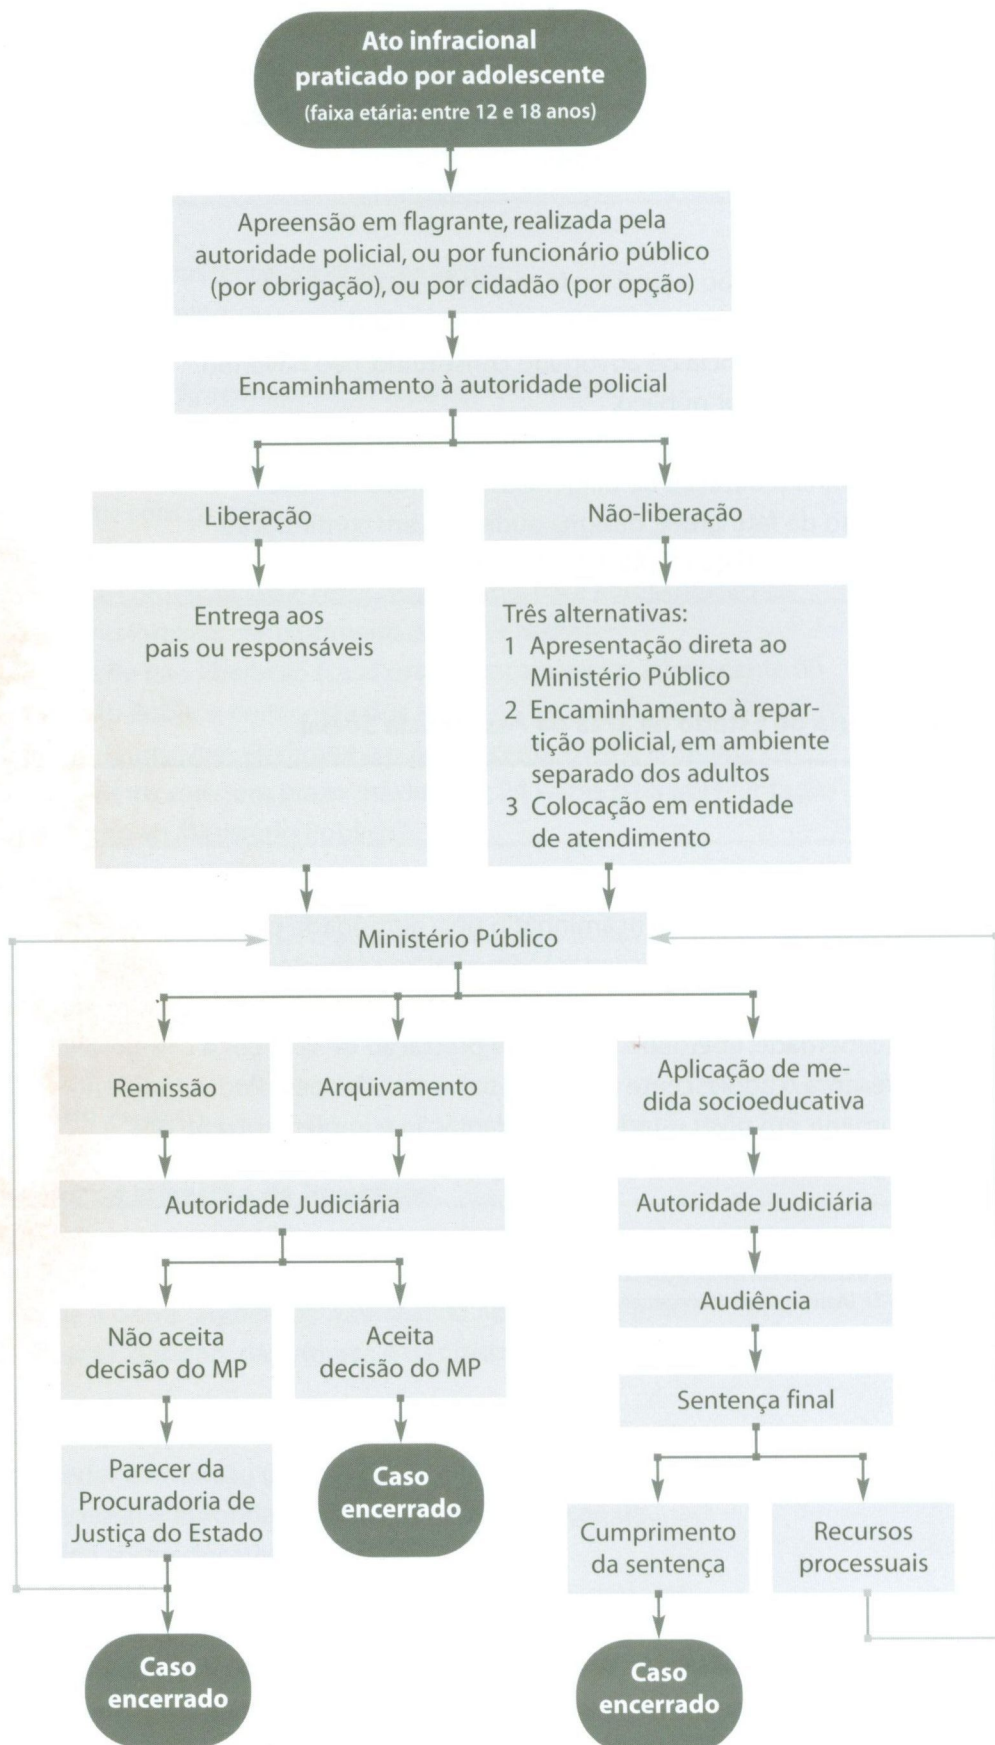 Ato infracional
praticado por adolescente
(faixa etária: entre 12 e 18 anos)
Apreensão em flagrante, realizada pela
autoridade policial, ou por funcionário público
(por obrigação), ou por cidadão (por opção)
Encaminhamento à autoridade policial
Liberação
Não-liberação
Entrega aos
pais ou responsáveis
Três alternativas:
1 Apresentação direta ao
Ministério Público
2 Encaminhamento à repar-
tição policial, em ambiente
separado dos adultos
3 Colocação em entidade
de atendimento
Ministério Público
Remissão
Arquivamento
Aplicação de me-
dida socioeducativa
Autoridade Judiciária
Autoridade Judiciária
Audiência
Não aceita
decisão do MP
Aceita
decisão do MP
Sentença final
Parecer da
Procuradoria de
Justiça do Estado
Caso
encerrado
Cumprimento
da sentença
Recursos
processuais
Caso
encerrado
Caso
encerrado